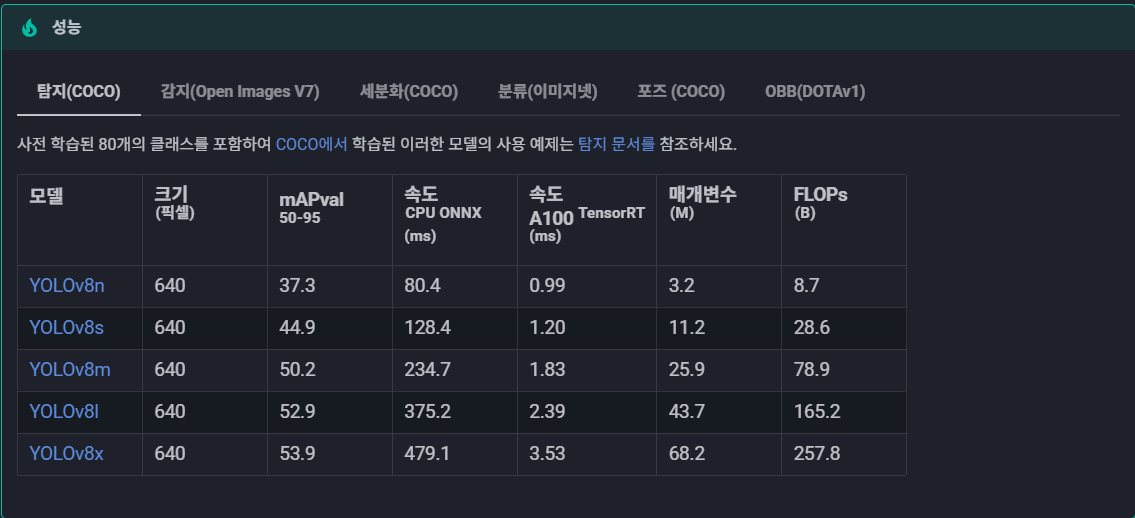 성능
탐지(COCO) 감지(Open Images V7) 세분화(COCO) 분류(이미지넷) 포즈 (COCO) OBB(DOTAv1)
사전 학습된 80개의 클래스를 포함하여 COCO에서 학습된 이러한 모델의 사용 예제는 탐지 문서를 참조하세요.
모델 크기 (픽셀) mAPval 50-95 속도 CPU ONNX (ms) 속도 A100 TensorRT (ms) 매개변수 (M) FLOPs (B)
YOLOv8n 640 37.3 80.4 0.99 3.2 8.7
YOLOv8s 640 44.9 128.4 1.20 11.2 28.6
YOLOv8m 640 50.2 234.7 1.83 25.9 78.9
YOLOv8l 640 52.9 375.2 2.39 43.7 165.2
YOLOv8x 640 53.9 479.1 3.53 68.2 257.8